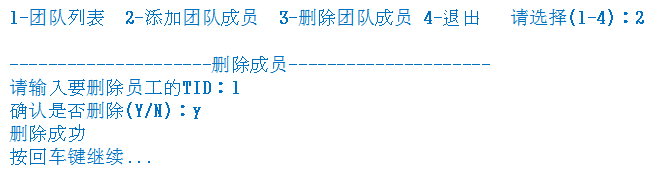 1-团队列表  2-添加团队成员  3-删除团队成员 4-退出   请选择(1-4)：2
---------------------删除成员---------------------
请输入要删除员工的TID：1
确认是否删除(Y/N)：y
删除成功
按回车键继续...